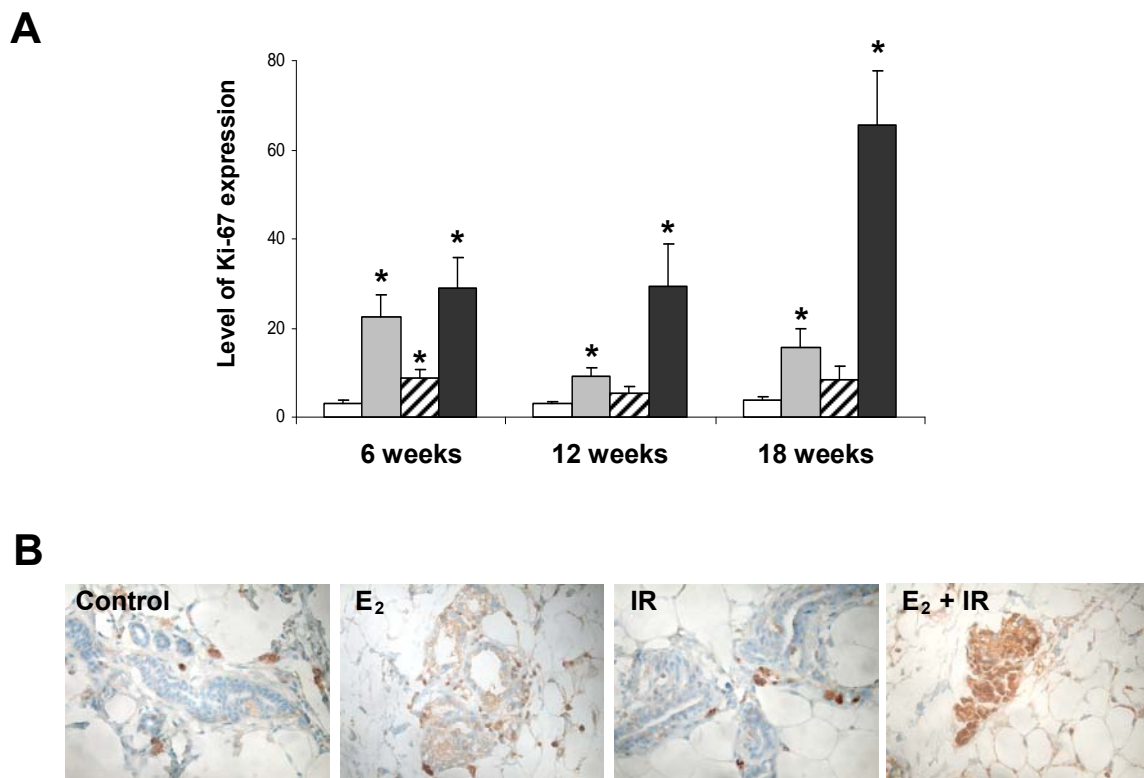 A
Level of Ki-67 expression
80
60
40
20
0
*
*
*
*
*
*
*
6 weeks
12 weeks
18 weeks
B
Control
E₂
IR
E₂ + IR